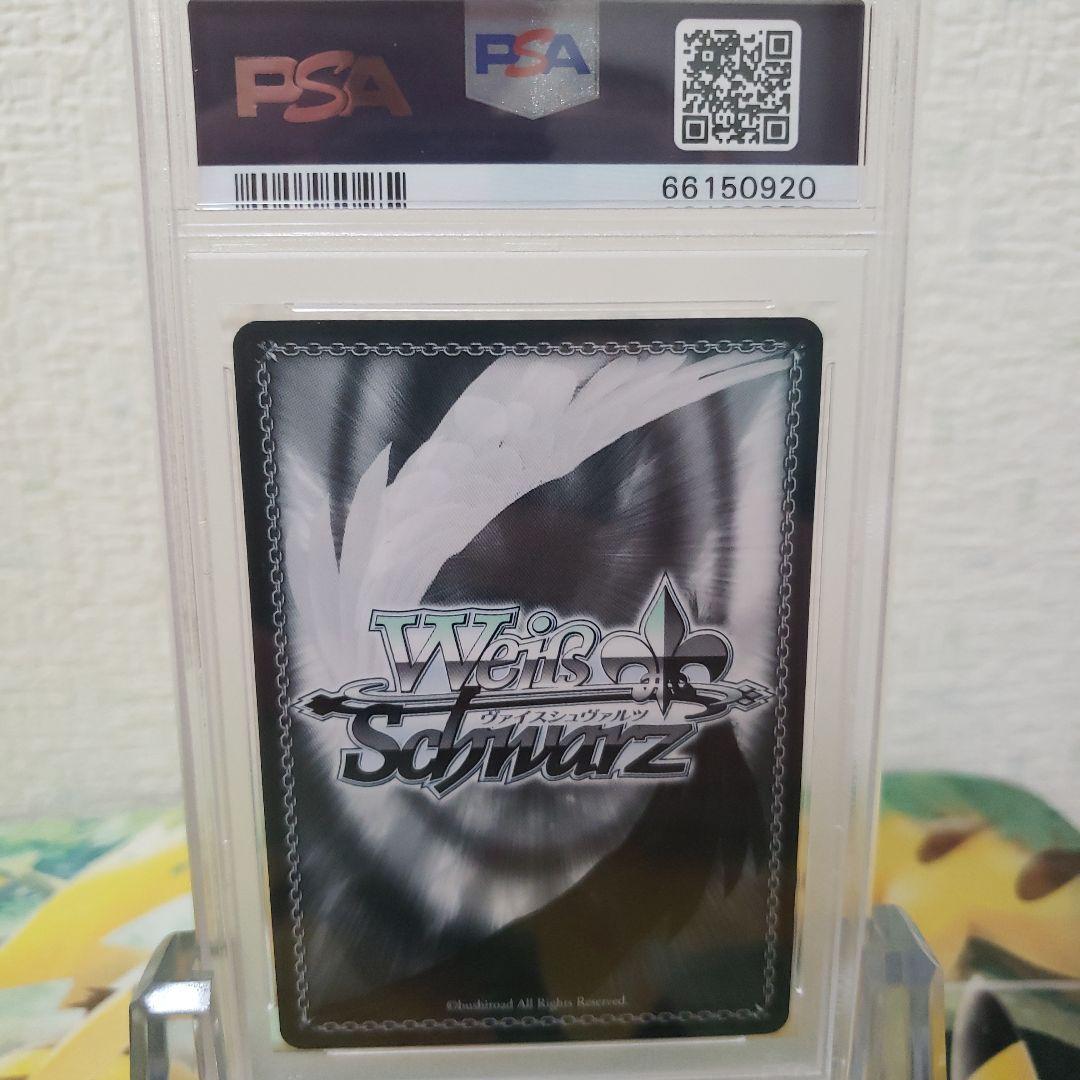 PSA
PSA
66150920
Weiß
ヴァイスシュヴァルツ
Schwarz
©bushiroad All Rights Reserved.